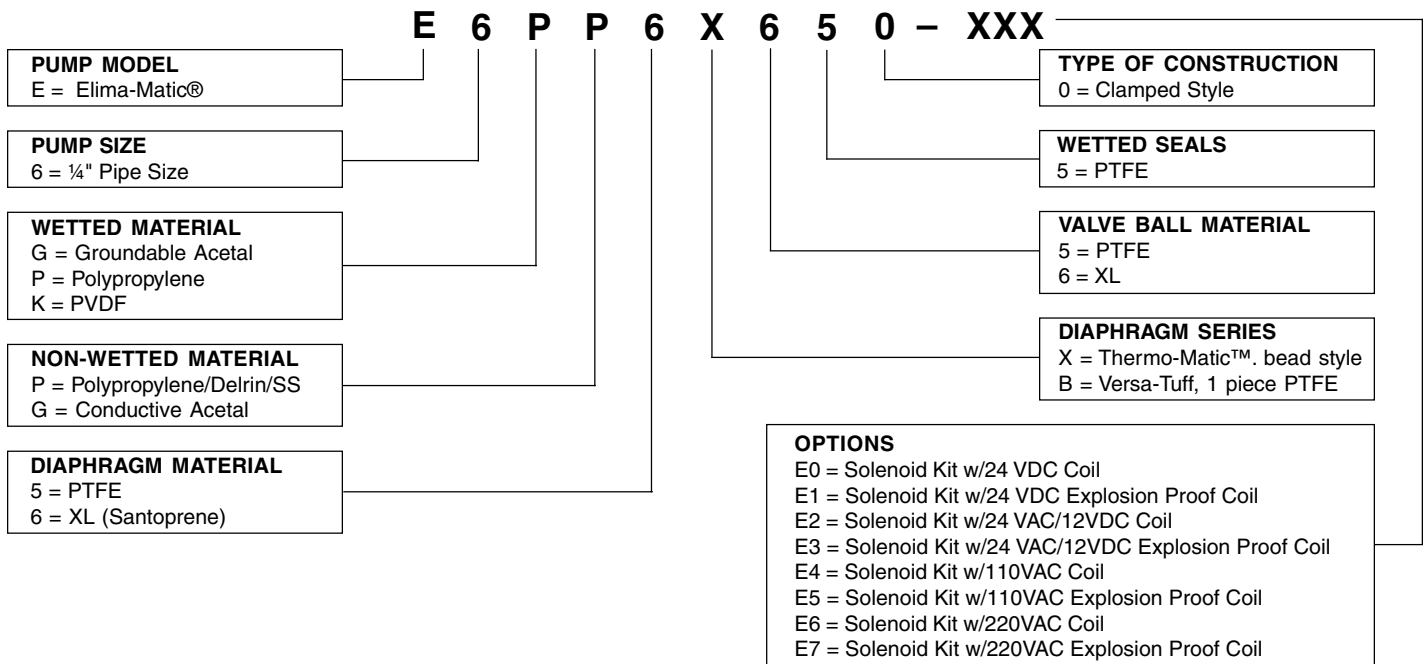 E 6 P P 6 X 6 5 0 – XXX
PUMP MODEL
E = Elima-Matic®
PUMP SIZE
6 = ¼" Pipe Size
WETTED MATERIAL
G = Groundable Acetal
P = Polypropylene
K = PVDF
NON-WETTED MATERIAL
P = Polypropylene/Delrin/SS
G = Conductive Acetal
DIAPHRAGM MATERIAL
5 = PTFE
6 = XL (Santoprene)
TYPE OF CONSTRUCTION
0 = Clamped Style
WETTED SEALS
5 = PTFE
VALVE BALL MATERIAL
5 = PTFE
6 = XL
DIAPHRAGM SERIES
X = Thermo-Matic™. bead style
B = Versa-Tuff, 1 piece PTFE
OPTIONS
E0 = Solenoid Kit w/24 VDC Coil
E1 = Solenoid Kit w/24 VDC Explosion Proof Coil
E2 = Solenoid Kit w/24 VAC/12VDC Coil
E3 = Solenoid Kit w/24 VAC/12VDC Explosion Proof Coil
E4 = Solenoid Kit w/110VAC Coil
E5 = Solenoid Kit w/110VAC Explosion Proof Coil
E6 = Solenoid Kit w/220VAC Coil
E7 = Solenoid Kit w/220VAC Explosion Proof Coil